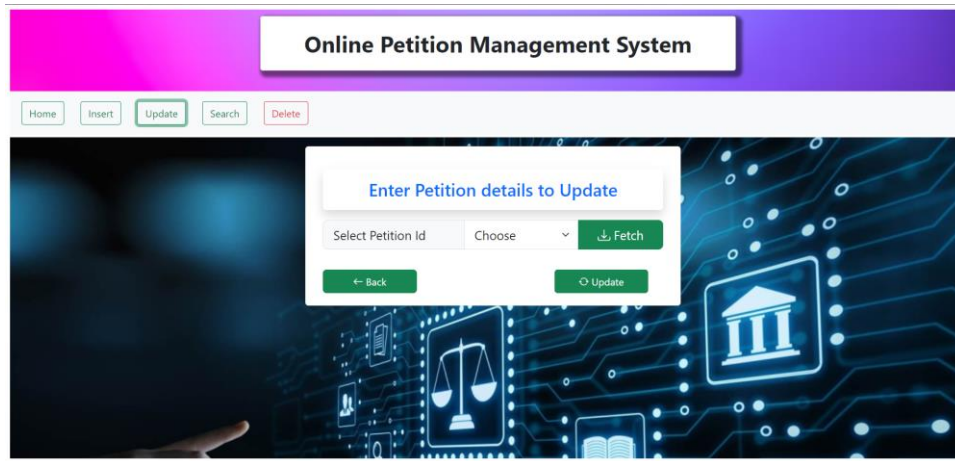 Online Petition Management System
Home Insert Update Search Delete
Enter Petition details to Update
Select Petition Id Choose Fetch
Back Update